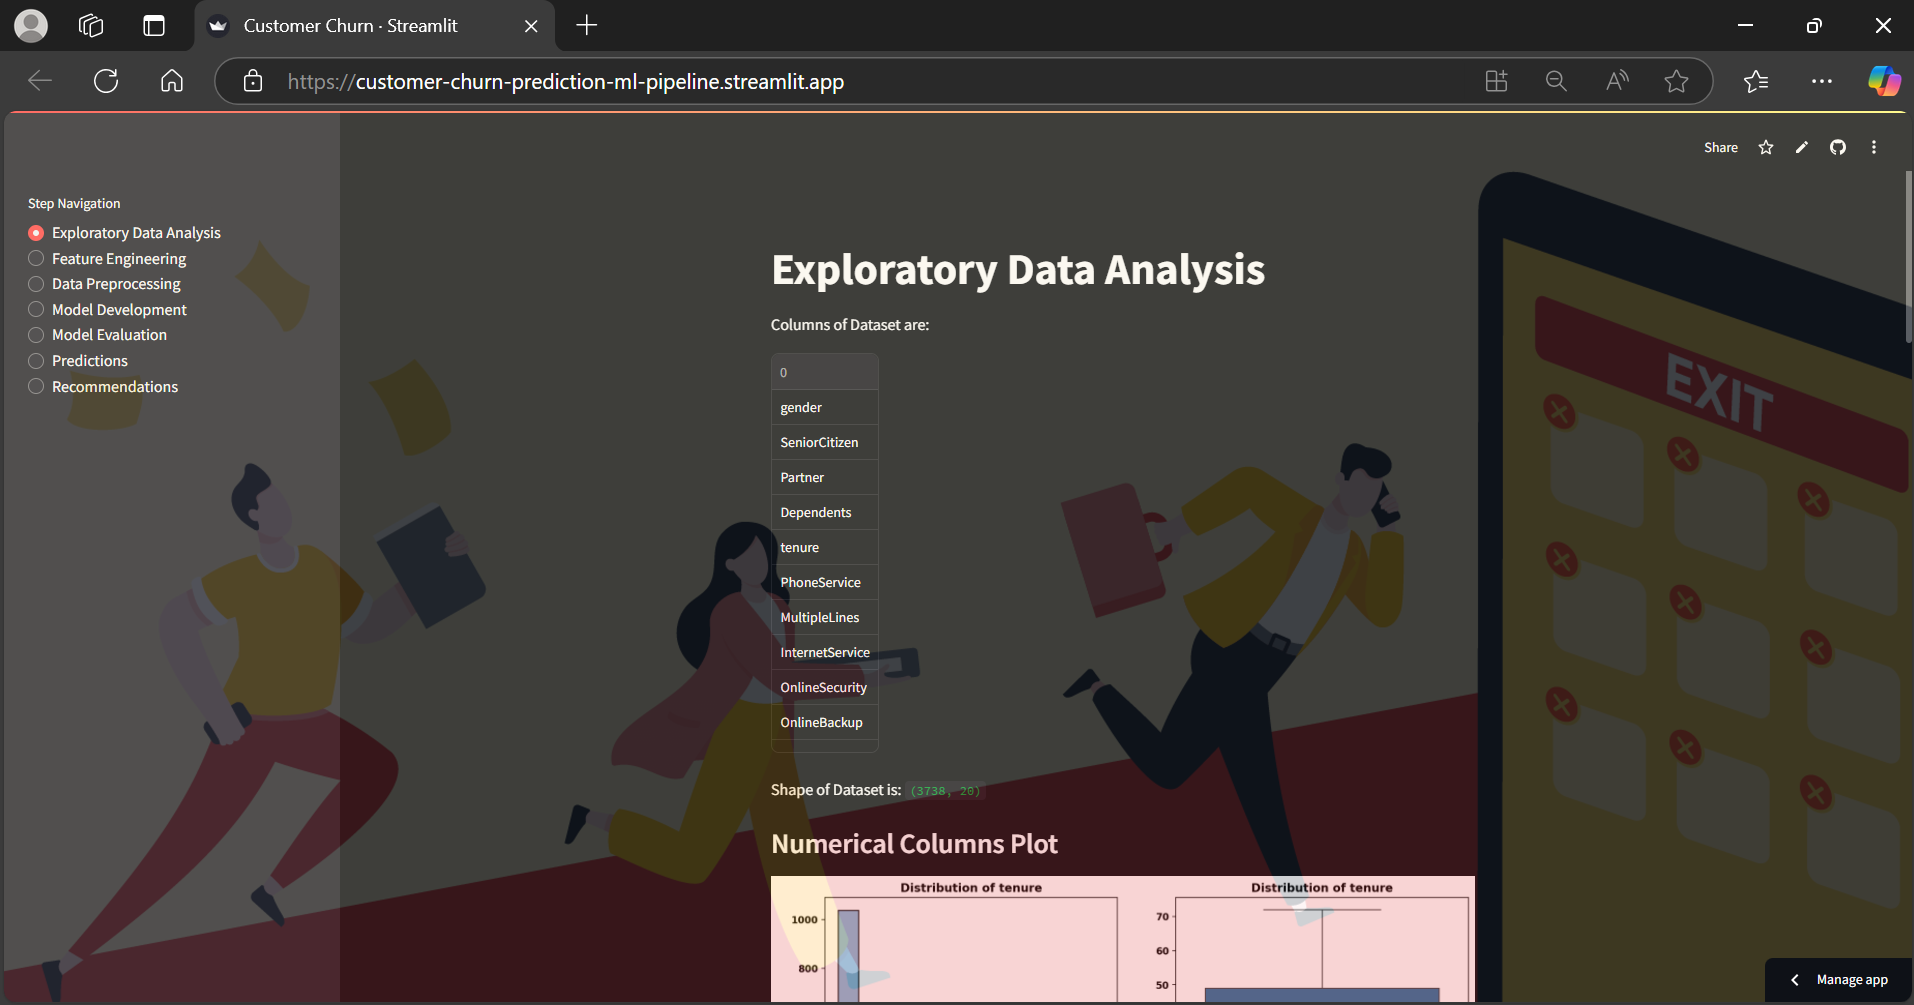 Customer Churn · Streamlit
https://customer-churn-prediction-ml-pipeline.streamlit.app
Share
Step Navigation
Exploratory Data Analysis
Feature Engineering
Data Preprocessing
Model Development
Model Evaluation
Predictions
Recommendations
Exploratory Data Analysis
Columns of Dataset are:
0
gender
SeniorCitizen
Partner
Dependents
tenure
PhoneService
MultipleLines
InternetService
OnlineSecurity
OnlineBackup
EXIT
Shape of Dataset is: (3738, 20)
Numerical Columns Plot
Distribution of tenure
1000
800
Distribution of tenure
70
60
50
Manage app